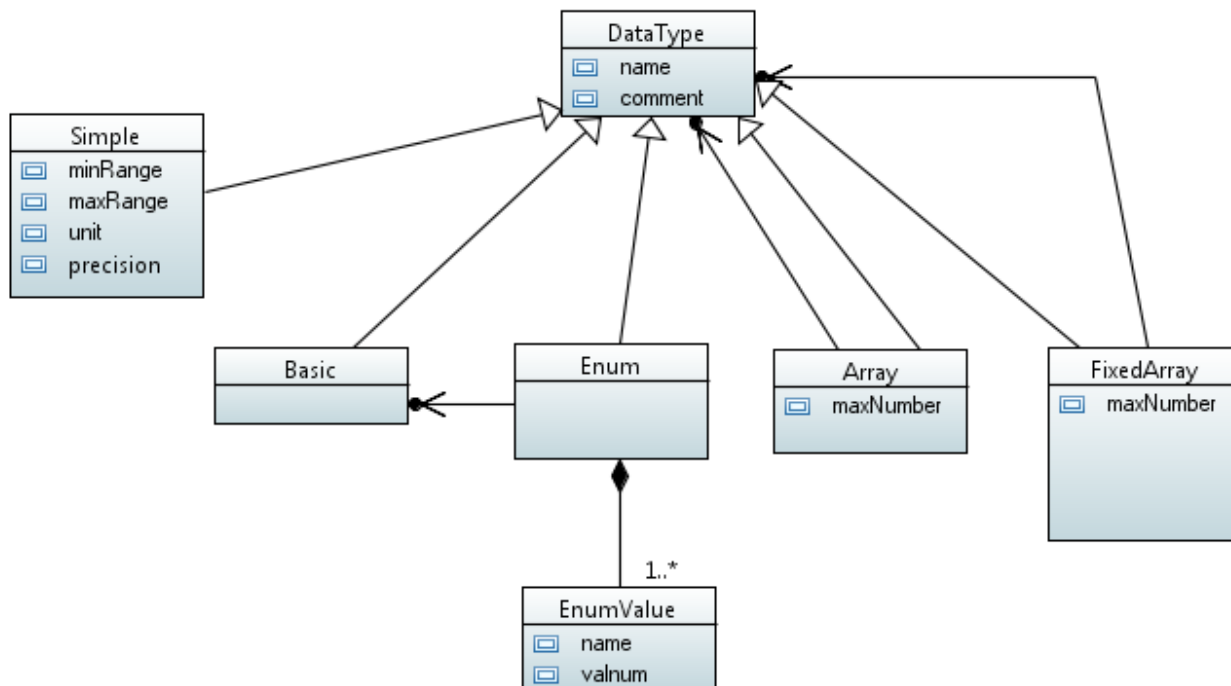 DataType
name
comment
Simple
minRange
maxRange
unit
precision
Basic
Enum
Array
maxNumber
FixedArray
maxNumber
1..*
EnumValue
name
valnum